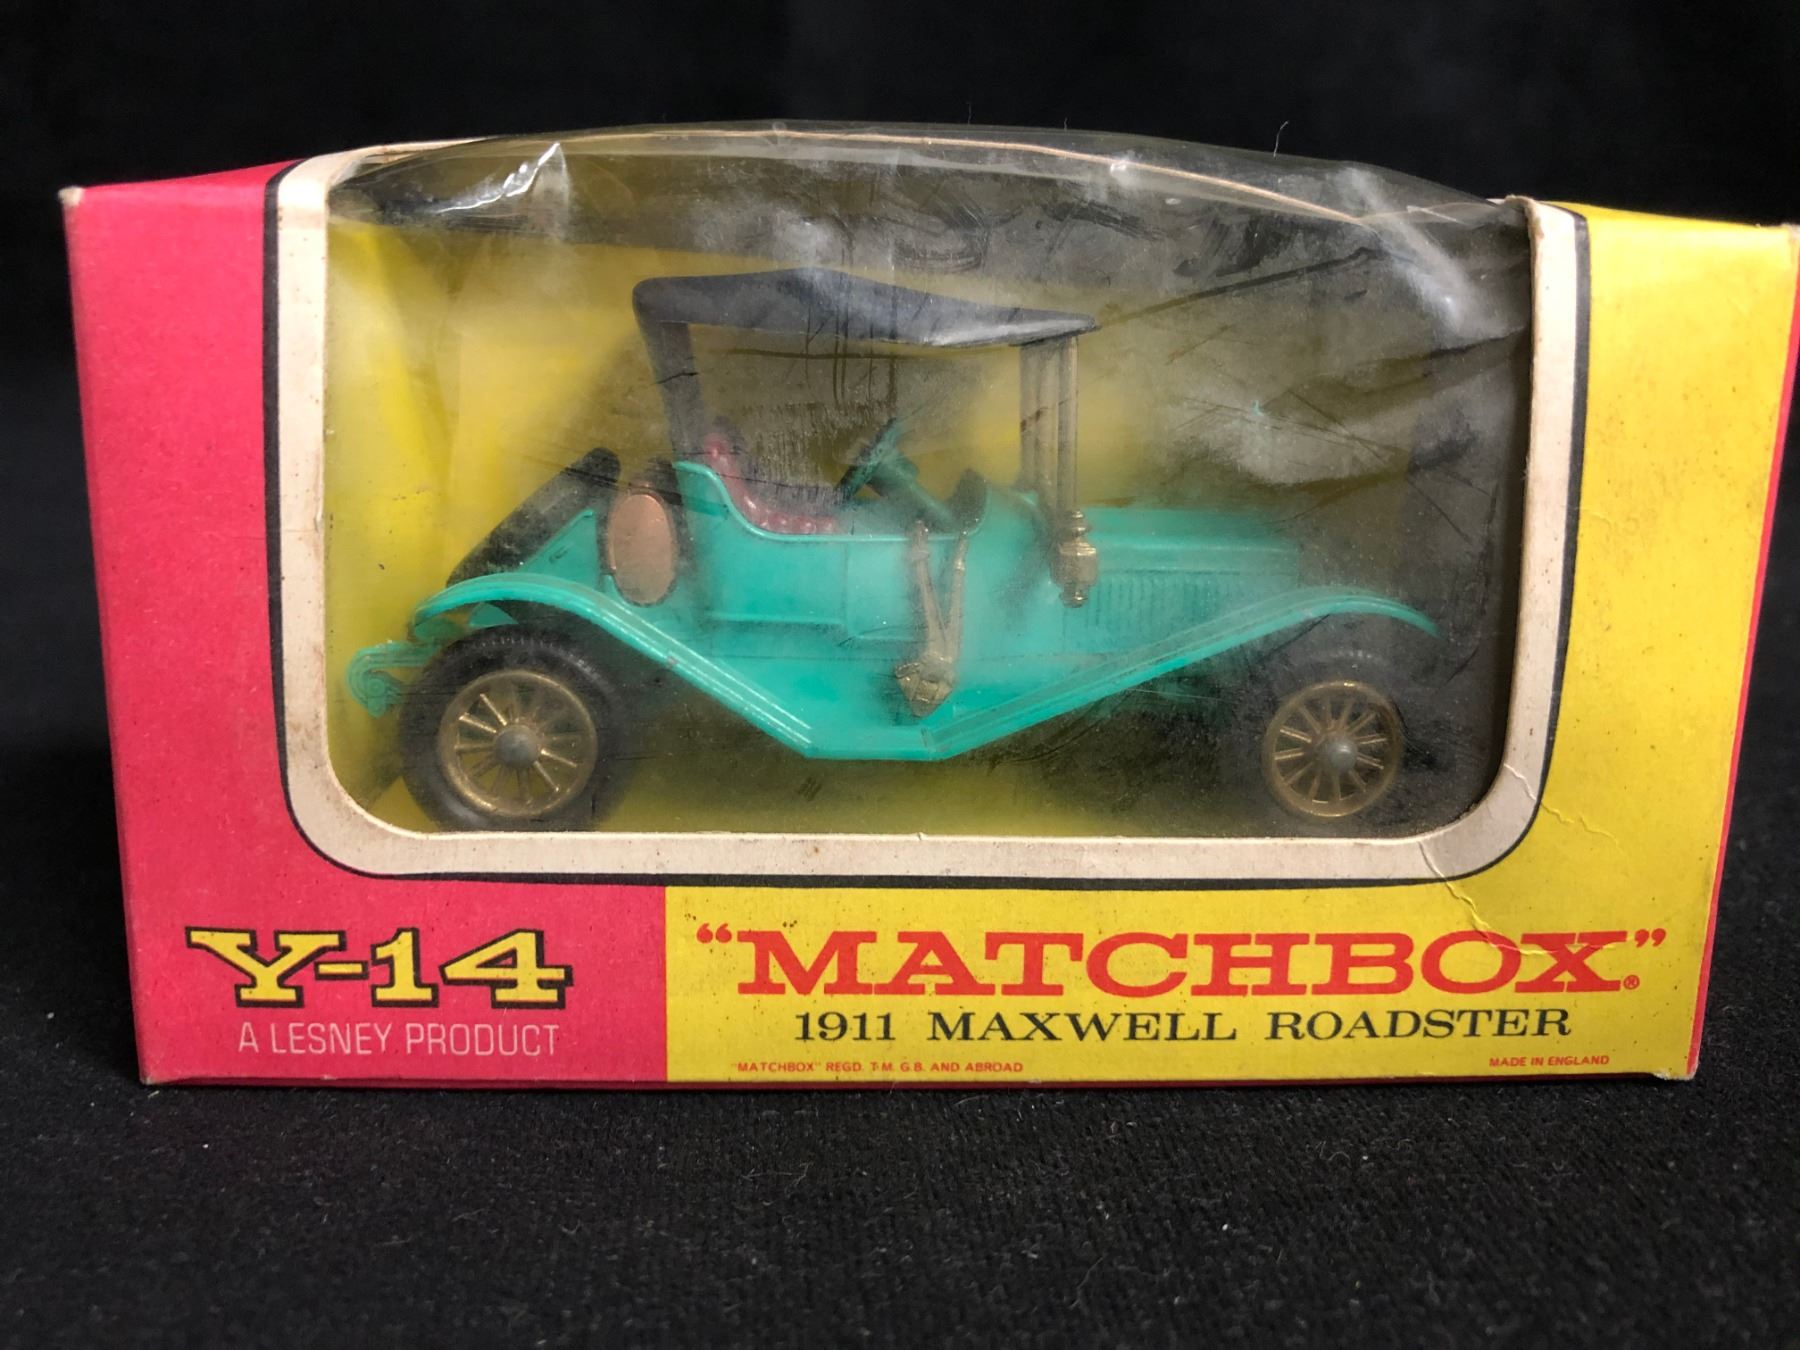 Y-14
A LESNEY PRODUCT
“MATCHBOX”®
1911 MAXWELL ROADSTER
"MATCHBOX" REGD. T.M. G.B. AND ABROAD
MADE IN ENGLAND